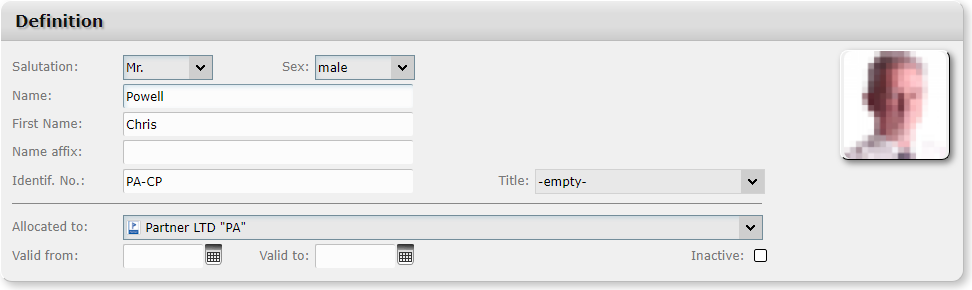 Definition
Salutation: Mr. Sex: male
Name: Powell
First Name: Chris
Name affix:
Identif. No.: PA-CP Title: -empty-
Allocated to: Partner LTD "PA"
Valid from: Valid to: Inactive: